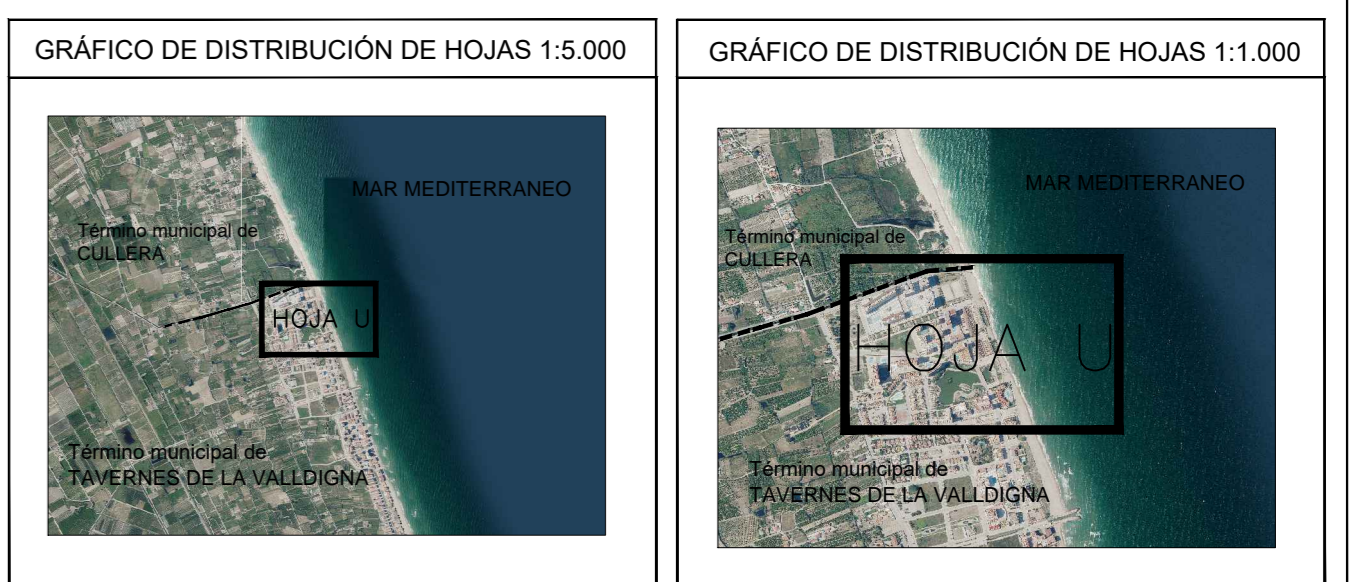 GRÁFICO DE DISTRIBUCIÓN DE HOJAS 1:5.000
MAR MEDITERRANEO
Término municipal de
CULLERA
HOJA U
Término municipal de
TAVERNES DE LA VALLDIGNA
GRÁFICO DE DISTRIBUCIÓN DE HOJAS 1:1.000
MAR MEDITERRANEO
Término municipal de
CULLERA
HOJA U
Término municipal de
TAVERNES DE LA VALLDIGNA